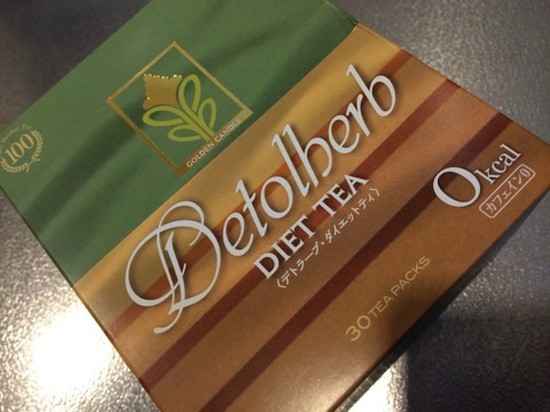 100
GOLDEN CANDLE
Detolherb
DIET TEA
〈デトラーブ・ダイエットティ〉
0kcal
カフェイン0
30 TEA PACKS